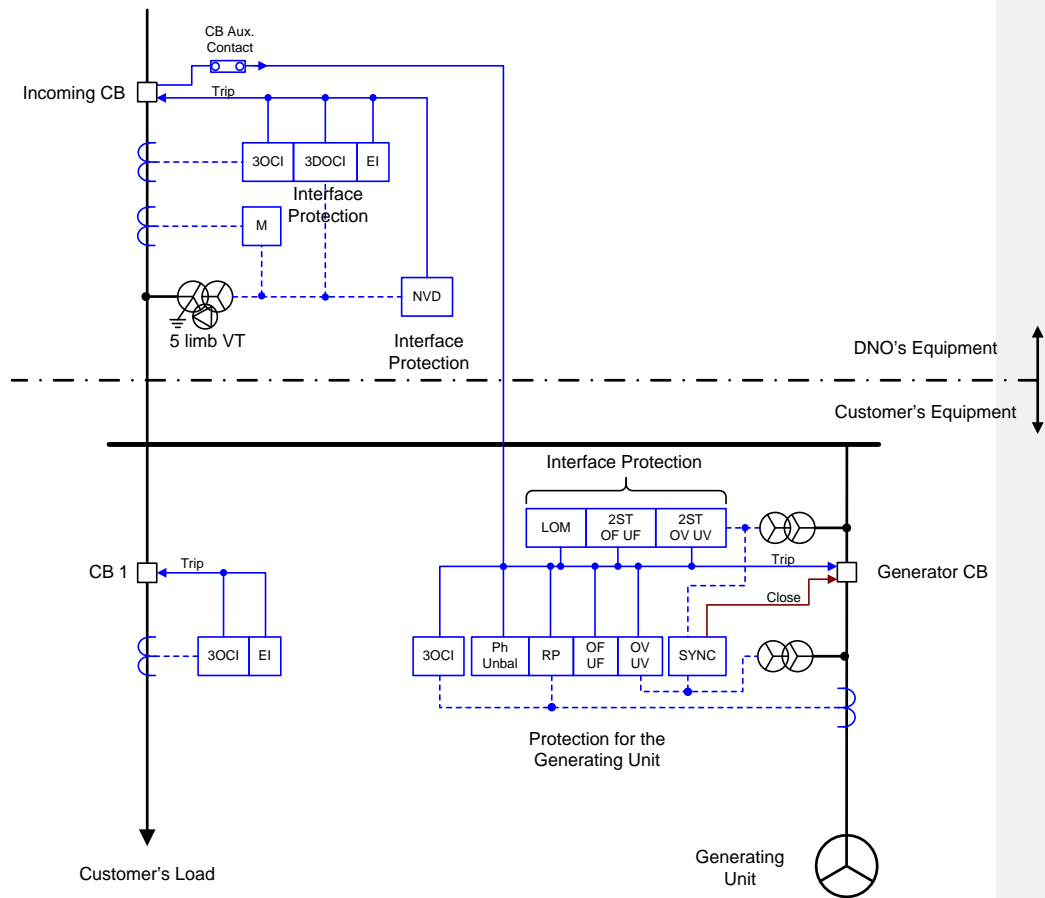 CB Aux.
Contact
Incoming CB
Trip
3OCI
3DOCI
EI
Interface
Protection
M
NVD
5 limb VT
Interface
Protection
DNO's Equipment
Customer's Equipment
Interface Protection
LOM
2ST
OF UF
2ST
OV UV
CB 1
Trip
Trip
Generator CB
Close
3OCI
EI
3OCI
Ph
Unbal
RP
OF
UF
OV
UV
SYNC
Protection for the
Generating Unit
Generating
Unit
Customer's Load